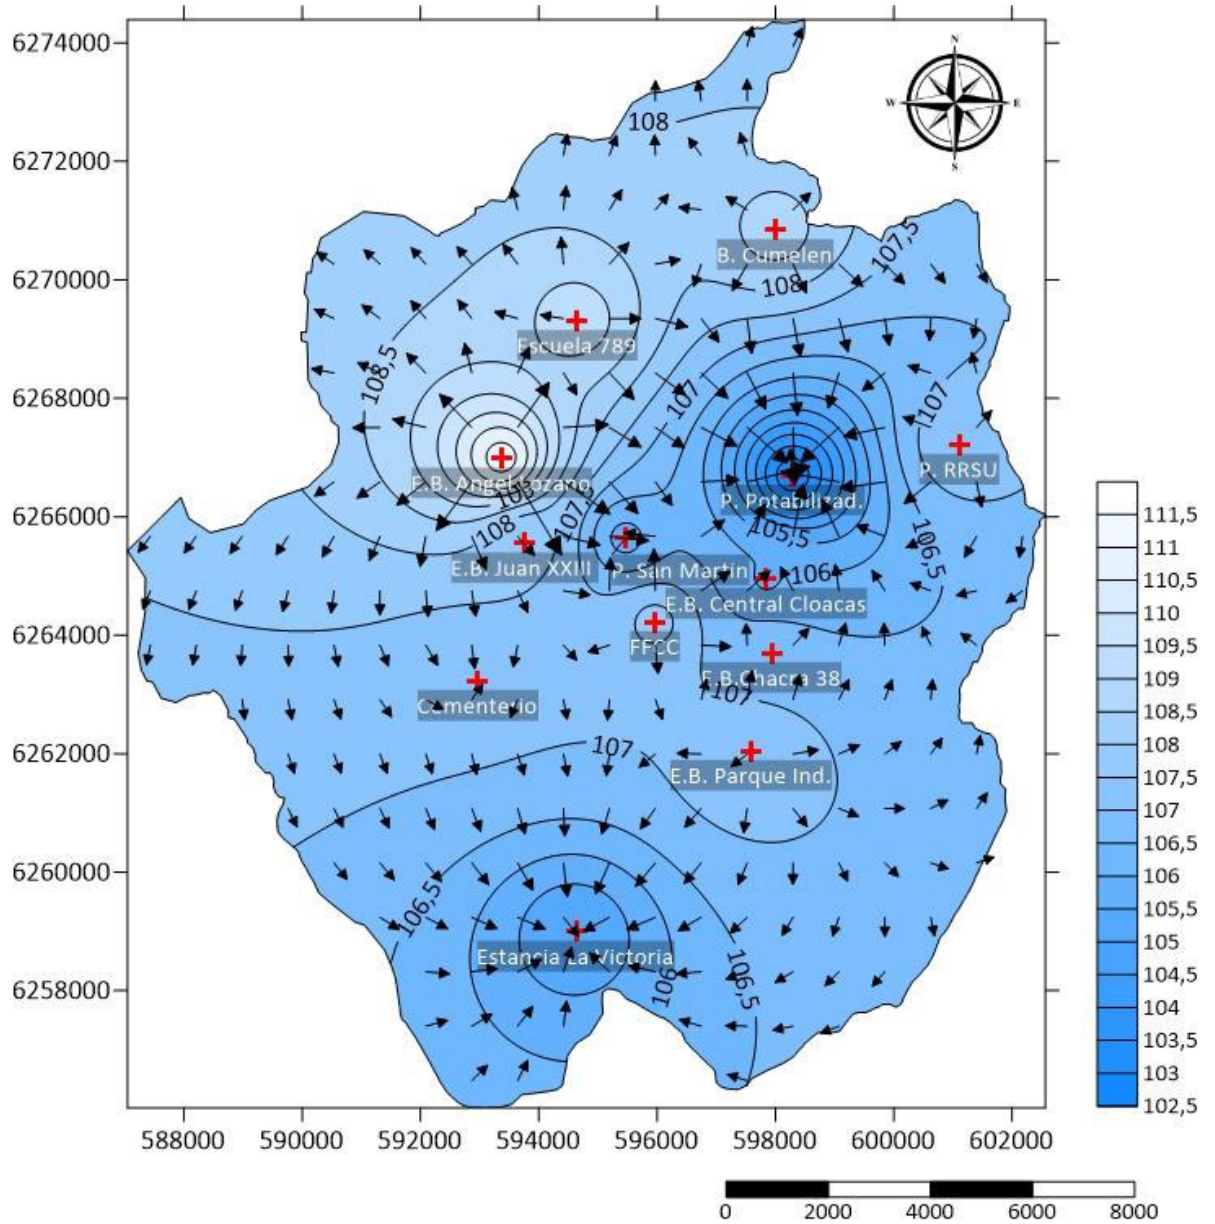 6274000
6272000
6270000
6268000
6266000
6264000
6262000
6260000
6258000
N
W E
S
108
B. Cumelen
107,5
108
Escuela 789
108,5
107
107
P. RRSU
E.B. Angel Lozano
P. Potabilizad.
108
107,5
105,5
106,5
E.B. Juan XXIII
P. San Martin
106
E.B. Central Cloacas
FFCC
E.B.Chacra 38
107
Cementerio
107
E.B. Parque Ind.
106,5
Estancia La Victoria
106
106,5
111,5
111
110,5
110
109,5
109
108,5
108
107,5
107
106,5
106
105,5
105
104,5
104
103,5
103
102,5
588000 590000 592000 594000 596000 598000 600000 602000
0 2000 4000 6000 8000